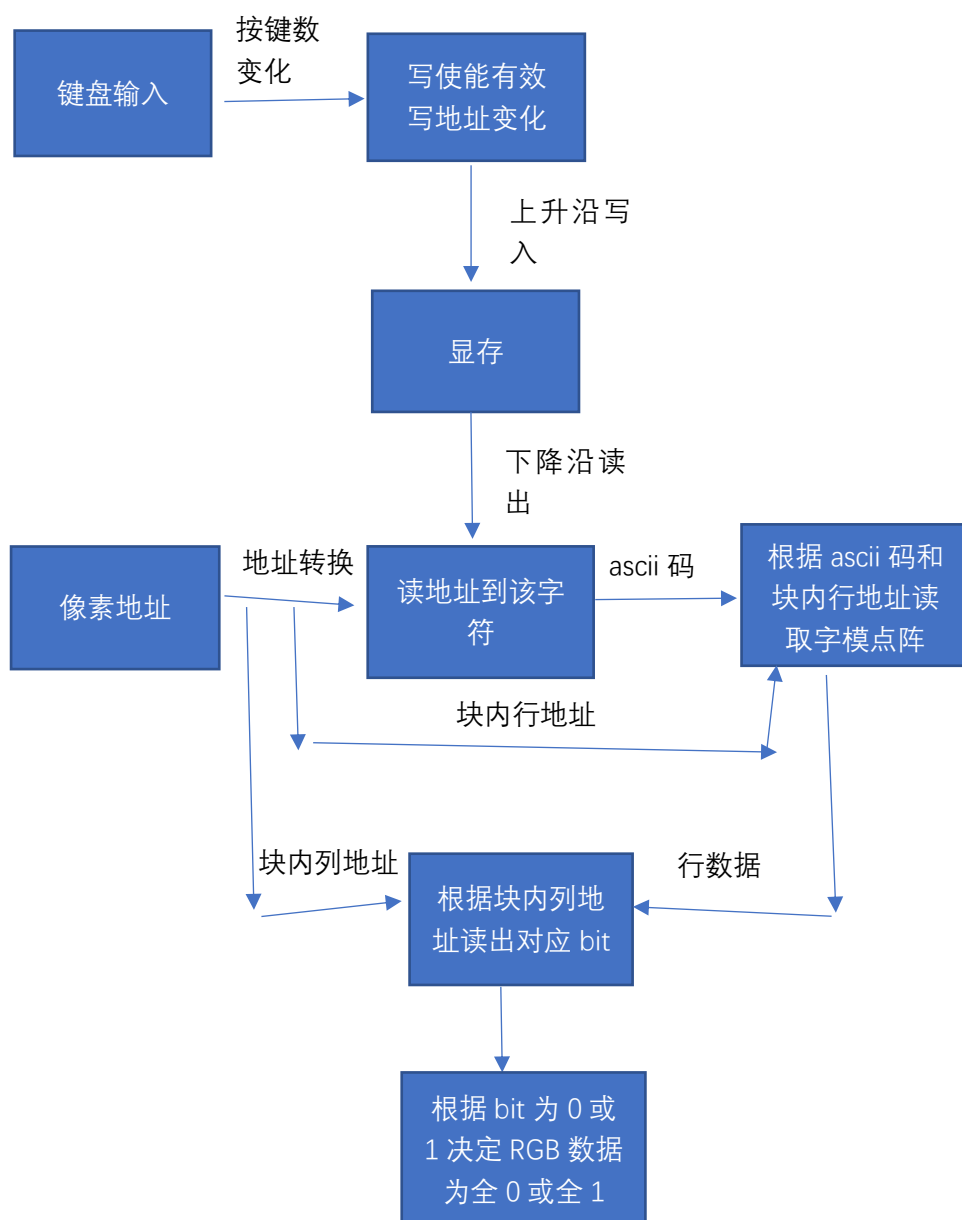 按键数
变化
键盘输入
写使能有效
写地址变化
上升沿写
入
显存
下降沿读
出
像素地址
地址转换
读地址到该字
符
ascii 码
根据 ascii 码和
块内行地址读
取字模点阵
块内行地址
块内列地址
行数据
根据块内列地
址读出对应 bit
根据 bit 为 0 或
1 决定 RGB 数据
为全 0 或全 1